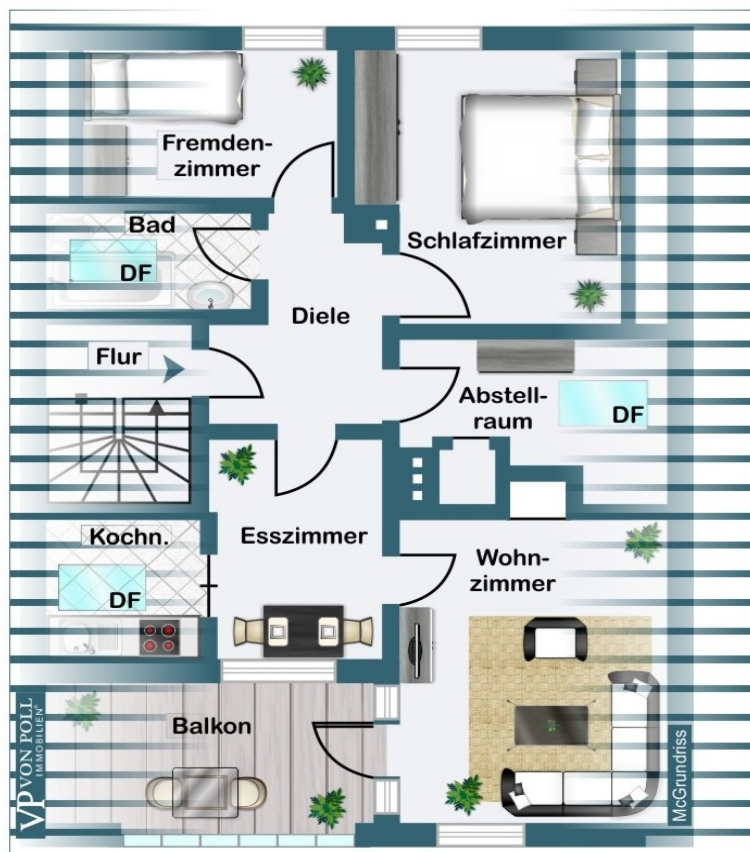 Fremden-
zimmer
Bad
DF
Schlafzimmer
Diele
Flur
Abstell-
raum
DF
Kochn.
DF
Esszimmer
Wohn-
zimmer
Balkon
VP VON POLL
IMMOBILIEN®
McGrundriss